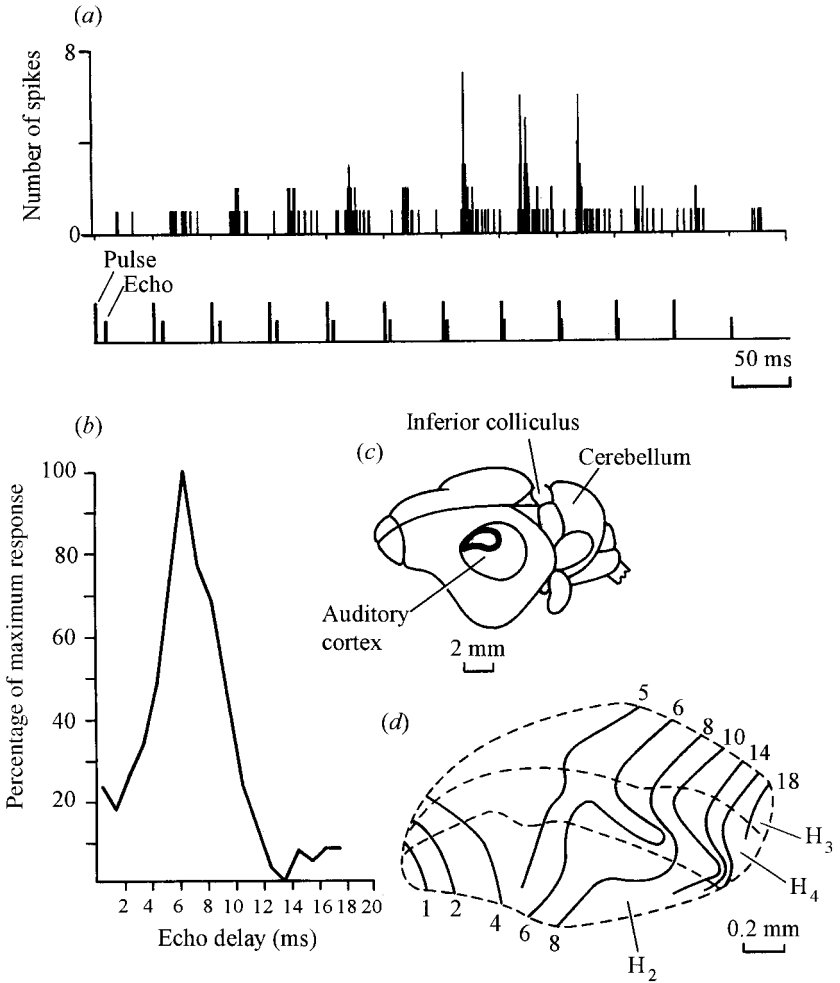 (a)
8
Number of spikes
0
Pulse
Echo
50 ms
(b)
Percentage of maximum response
100
80
60
40
20
2 4 6 8 10 12 14 16 18 20
Echo delay (ms)
(c)
Inferior colliculus
Cerebellum
Auditory
cortex
2 mm
(d)
5
6
8
10
14
18
H3
H4
H2
1
2
4
6
8
0.2 mm